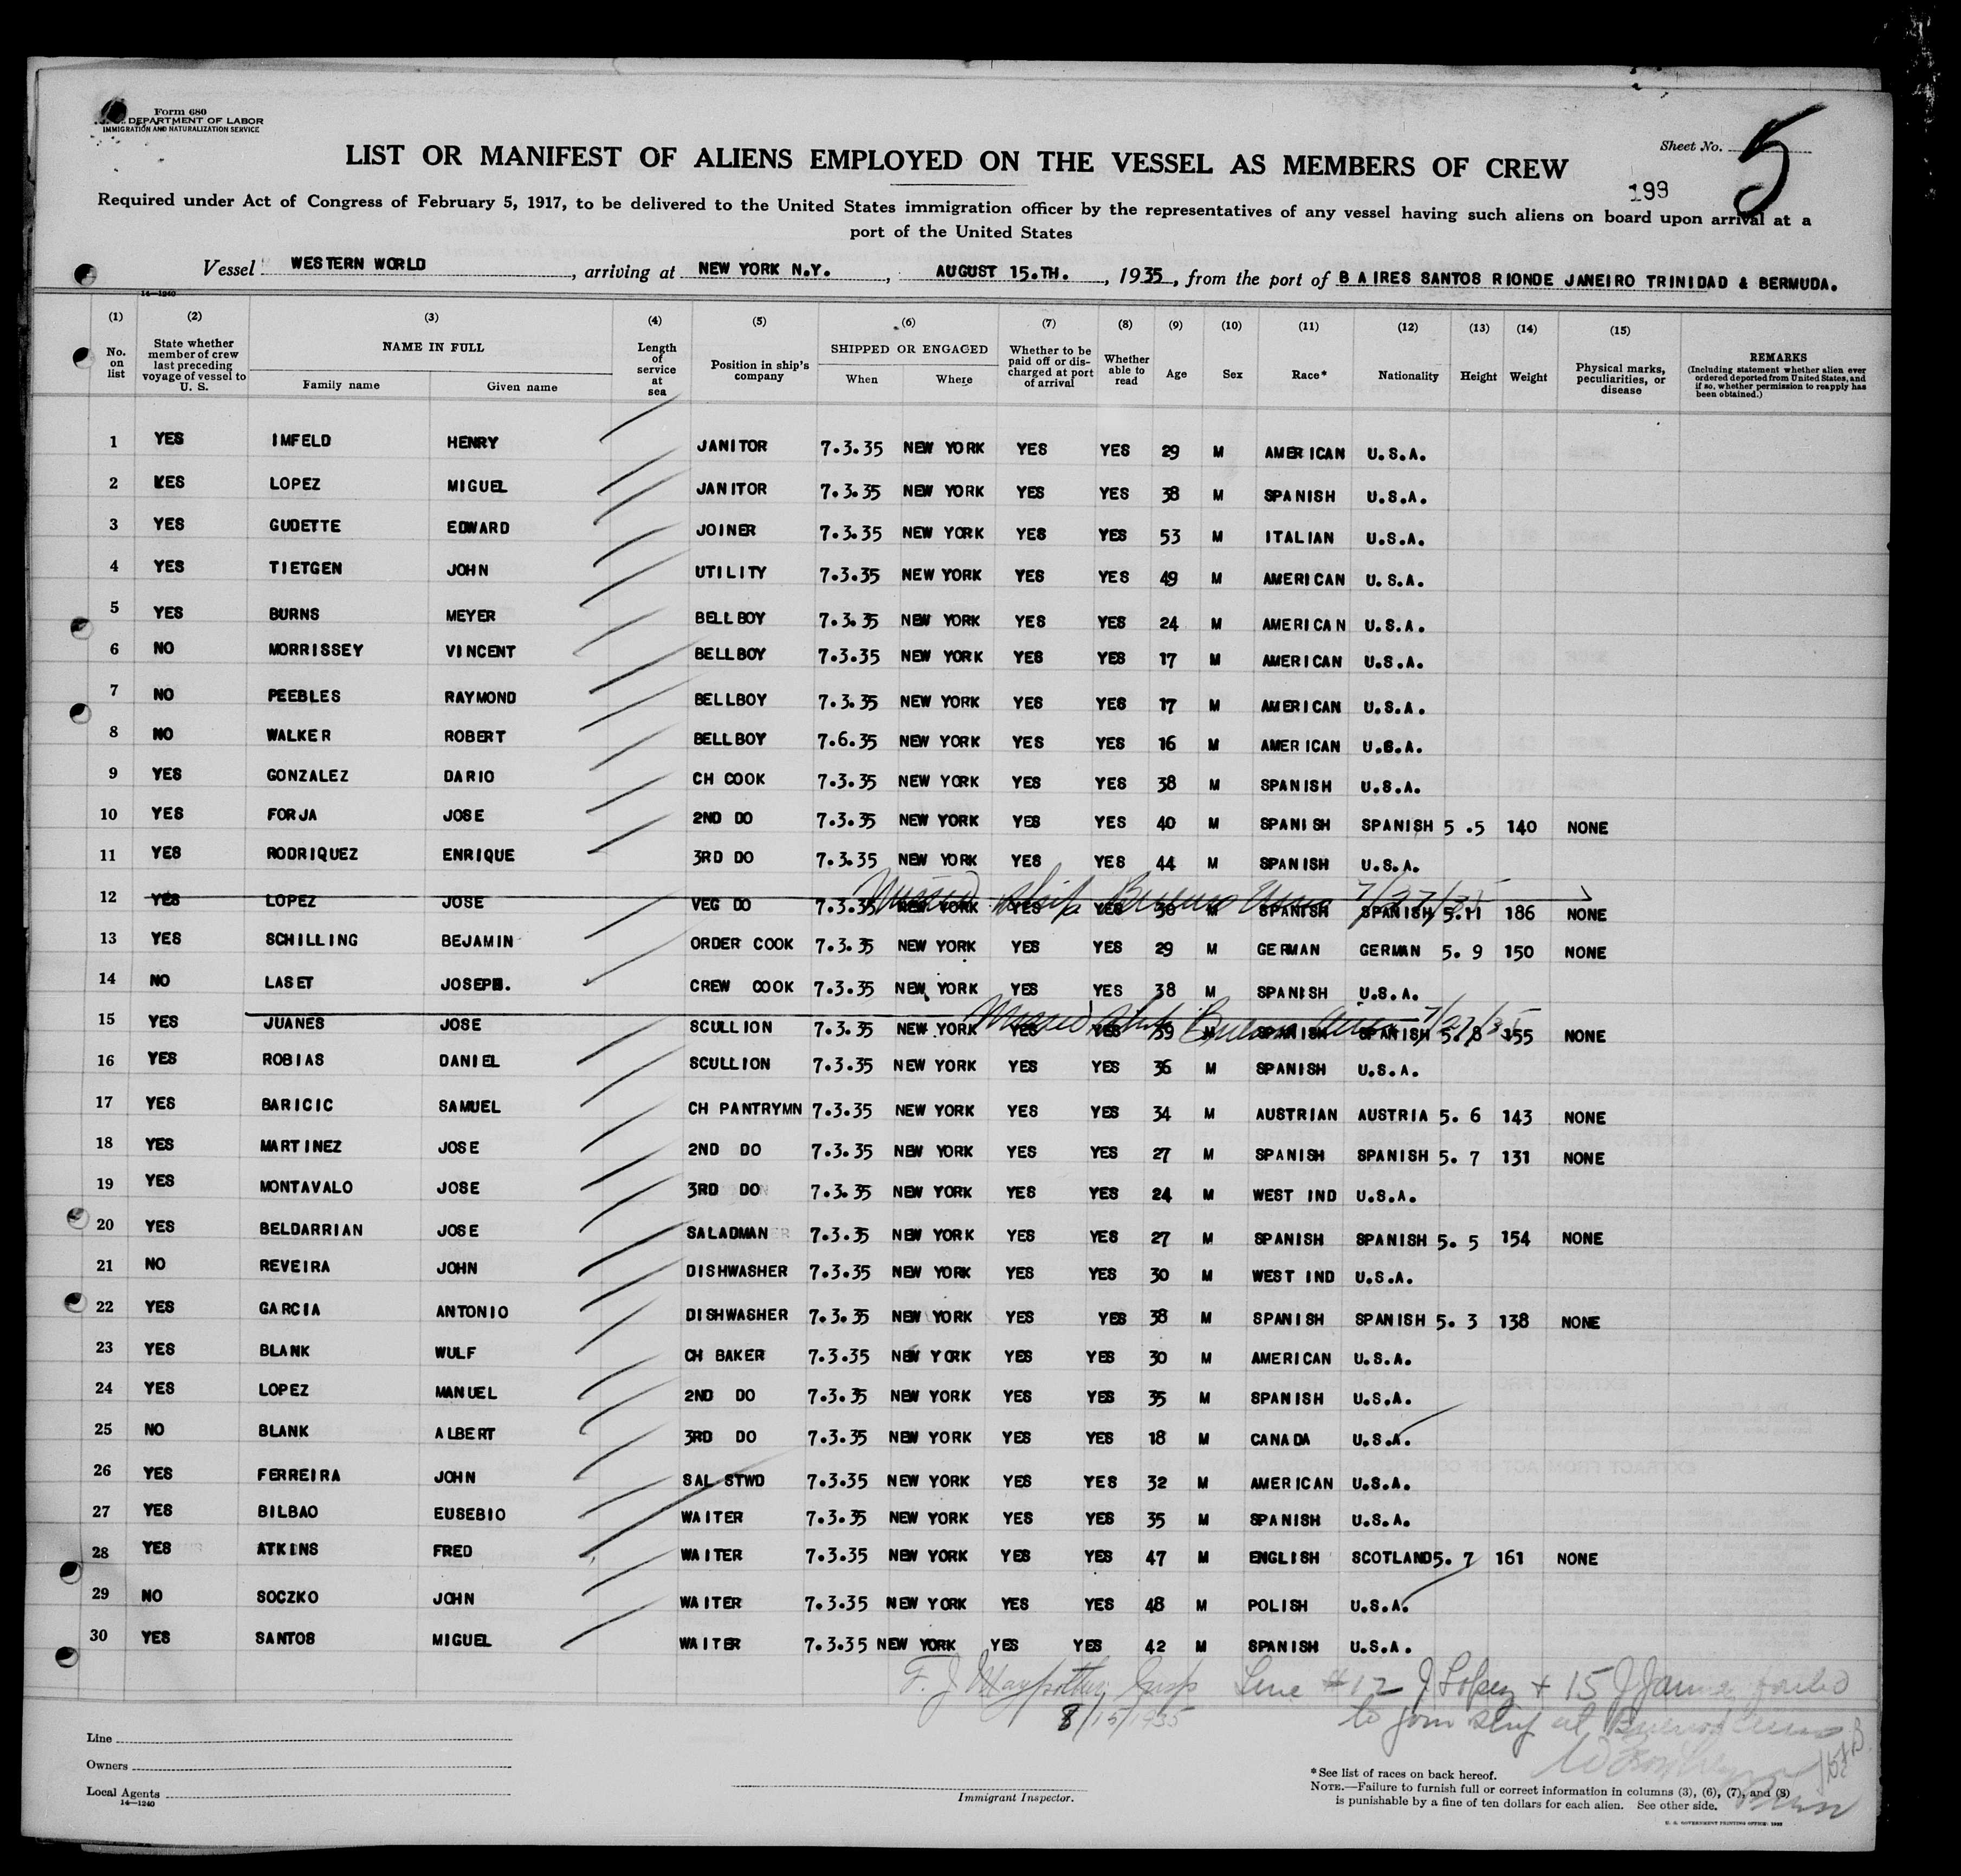 Form 680
DEPARTMENT OF LABOR
IMMIGRATION AND NATURALIZATION SERVICE
Sheet No. 5
LIST OR MANIFEST OF ALIENS EMPLOYED ON THE VESSEL AS MEMBERS OF CREW
199
Required under Act of Congress of February 5, 1917, to be delivered to the United States immigration officer by the representatives of any vessel having such aliens on board upon arrival at a
port of the United States
Vessel WESTERN WORLD, arriving at NEW YORK N.Y., AUGUST 15.TH., 1935, from the port of B AIRES SANTOS RIONDE JANEIRO TRINIDAD & BERMUDA.
14—1240
(1) (2) (3) (4) (5) (6) (7) (8) (9) (10) (11) (12) (13) (14) (15)
No. on list State whether member of crew last preceding voyage of vessel to U. S. NAME IN FULL Family name Given name Length of service at sea Position in ship's company SHIPPED OR ENGAGED When Where Whether to be paid off or discharged at port of arrival Whether able to read Age Sex Race* Nationality Height Weight Physical marks, peculiarities, or disease REMARKS (Including statement whether alien ever ordered deported from United States, and if so, whether permission to reapply has been obtained.)
1 YES IMFELD HENRY JANITOR 7.3.35 NEW YORK YES YES 29 M AMERICAN U.S.A.
2 YES LOPEZ MIGUEL JANITOR 7.3.35 NEW YORK YES YES 38 M SPANISH U.S.A.
3 YES GUDETTE EDWARD JOINER 7.3.35 NEW YORK YES YES 53 M ITALIAN U.S.A.
4 YES TIETGEN JOHN UTILITY 7.3.35 NEW YORK YES YES 49 M AMERICAN U.S.A.
5 YES BURNS MEYER BELLBOY 7.3.35 NEW YORK YES YES 24 M AMERICAN U.S.A.
6 NO MORRISSEY VINCENT BELLBOY 7.3.35 NEW YORK YES YES 17 M AMERICAN U.S.A.
7 NO PEEBLES RAYMOND BELLBOY 7.3.35 NEW YORK YES YES 17 M AMERICAN U.S.A.
8 NO WALKER ROBERT BELLBOY 7.6.35 NEW YORK YES YES 16 M AMERICAN U.S.A.
9 YES GONZALEZ DARIO CH COOK 7.3.35 NEW YORK YES YES 38 M SPANISH U.S.A.
10 YES FORJA JOSE 2ND DO 7.3.35 NEW YORK YES YES 40 M SPANISH SPANISH 5 .5 140 NONE
11 YES RODRIQUEZ ENRIQUE 3RD DO 7.3.35 NEW YORK YES YES 44 M SPANISH U.S.A.
Missed ship Buenos Aires 7/27/35
12 YES LOPEZ JOSE VEG DO 7.3.35 NEW YORK YES YES 30 M SPANISH SPANISH 5.11 186 NONE
13 YES SCHILLING BEJAMIN ORDER COOK 7.3.35 NEW YORK YES YES 29 M GERMAN GERMAN 5. 9 150 NONE
14 NO LASET JOSEPH. CREW COOK 7.3.35 NEW YORK YES YES 38 M SPANISH U.S.A.
Missed ship Buenos Aires 7/27/35
15 YES JUANES JOSE SCULLION 7.3.35 NEW YORK YES YES 39 M SPANISH SPANISH 5.8 155 NONE
16 YES ROBIAS DANIEL SCULLION 7.3.35 NEW YORK YES YES 36 M SPANISH U.S.A.
17 YES BARICIC SAMUEL CH PANTRYMN 7.3.35 NEW YORK YES YES 34 M AUSTRIAN AUSTRIA 5. 6 143 NONE
18 YES MARTINEZ JOSE 2ND DO 7.3.35 NEW YORK YES YES 27 M SPANISH SPANISH 5. 7 131 NONE
19 YES MONTAVALO JOSE 3RD DO 7.3.35 NEW YORK YES YES 24 M WEST IND U.S.A.
20 YES BELDARRIAN JOSE SALADMAN 7.3.35 NEW YORK YES YES 27 M SPANISH SPANISH 5. 5 154 NONE
21 NO REVEIRA JOHN DISHWASHER 7.3.35 NEW YORK YES YES 30 M WEST IND U.S.A.
22 YES GARCIA ANTONIO DISHWASHER 7.3.35 NEW YORK YES YES 38 M SPANISH SPANISH 5. 3 138 NONE
23 YES BLANK WULF CH BAKER 7.3.35 NEW YORK YES YES 30 M AMERICAN U.S.A.
24 YES LOPEZ MANUEL 2ND DO 7.3.35 NEW YORK YES YES 35 M SPANISH U.S.A.
25 NO BLANK ALBERT 3RD DO 7.3.35 NEW YORK YES YES 18 M CANADA U.S.A.
26 YES FERREIRA JOHN SAL STWD 7.3.35 NEW YORK YES YES 32 M AMERICAN U.S.A.
27 YES BILBAO EUSEBIO WAITER 7.3.35 NEW YORK YES YES 35 M SPANISH U.S.A.
28 YES ATKINS FRED WAITER 7.3.35 NEW YORK YES YES 47 M ENGLISH SCOTLAND 5. 7 161 NONE
29 NO SOCZKO JOHN WAITER 7.3.35 NEW YORK YES YES 48 M POLISH U.S.A.
30 YES SANTOS MIGUEL WAITER 7.3.35 NEW YORK YES YES 42 M SPANISH U.S.A.
F. J. Insp Line #12 J Lopez + 15 J failed
8/15/1935 to join ship at Buenos Aires
Line
Owners
Local Agents
14—1240
Immigrant Inspector.
*See list of races on back hereof.
NOTE.—Failure to furnish full or correct information in columns (3), (6), (7), and (8)
is punishable by a fine of ten dollars for each alien. See other side.
U. S. GOVERNMENT PRINTING OFFICE: 1933